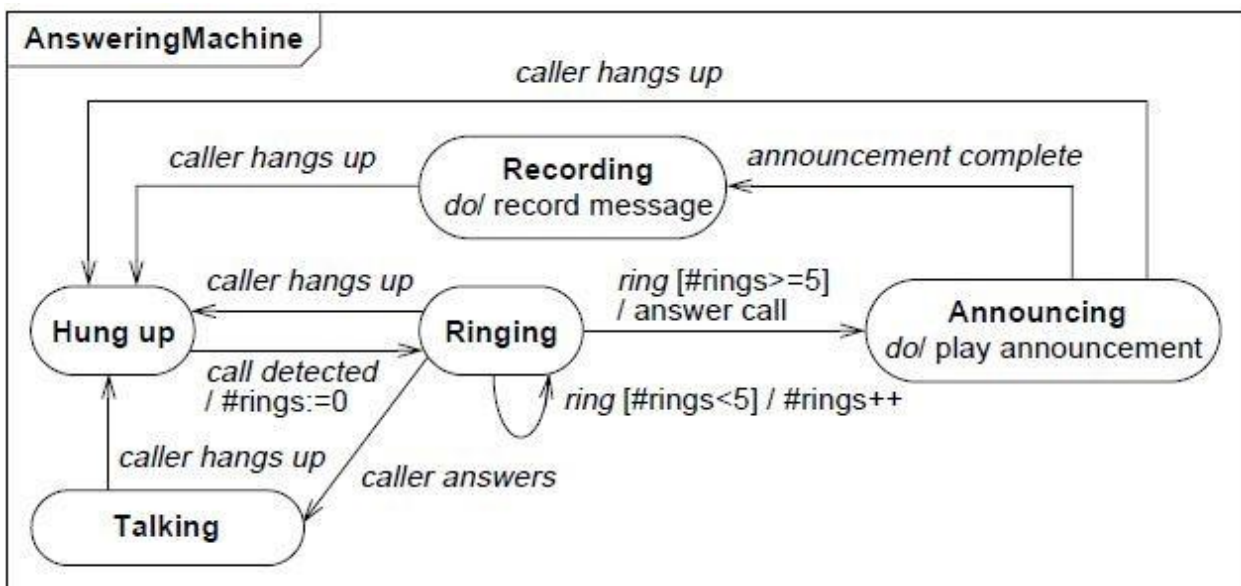 AnsweringMachine
caller hangs up
caller hangs up
Recording
do/ record message
announcement complete
caller hangs up
ring [#rings>=5]
/ answer call
Hung up
Ringing
Announcing
do/ play announcement
call detected
/ #rings:=0
ring [#rings<5] / #rings++
caller hangs up
caller answers
Talking